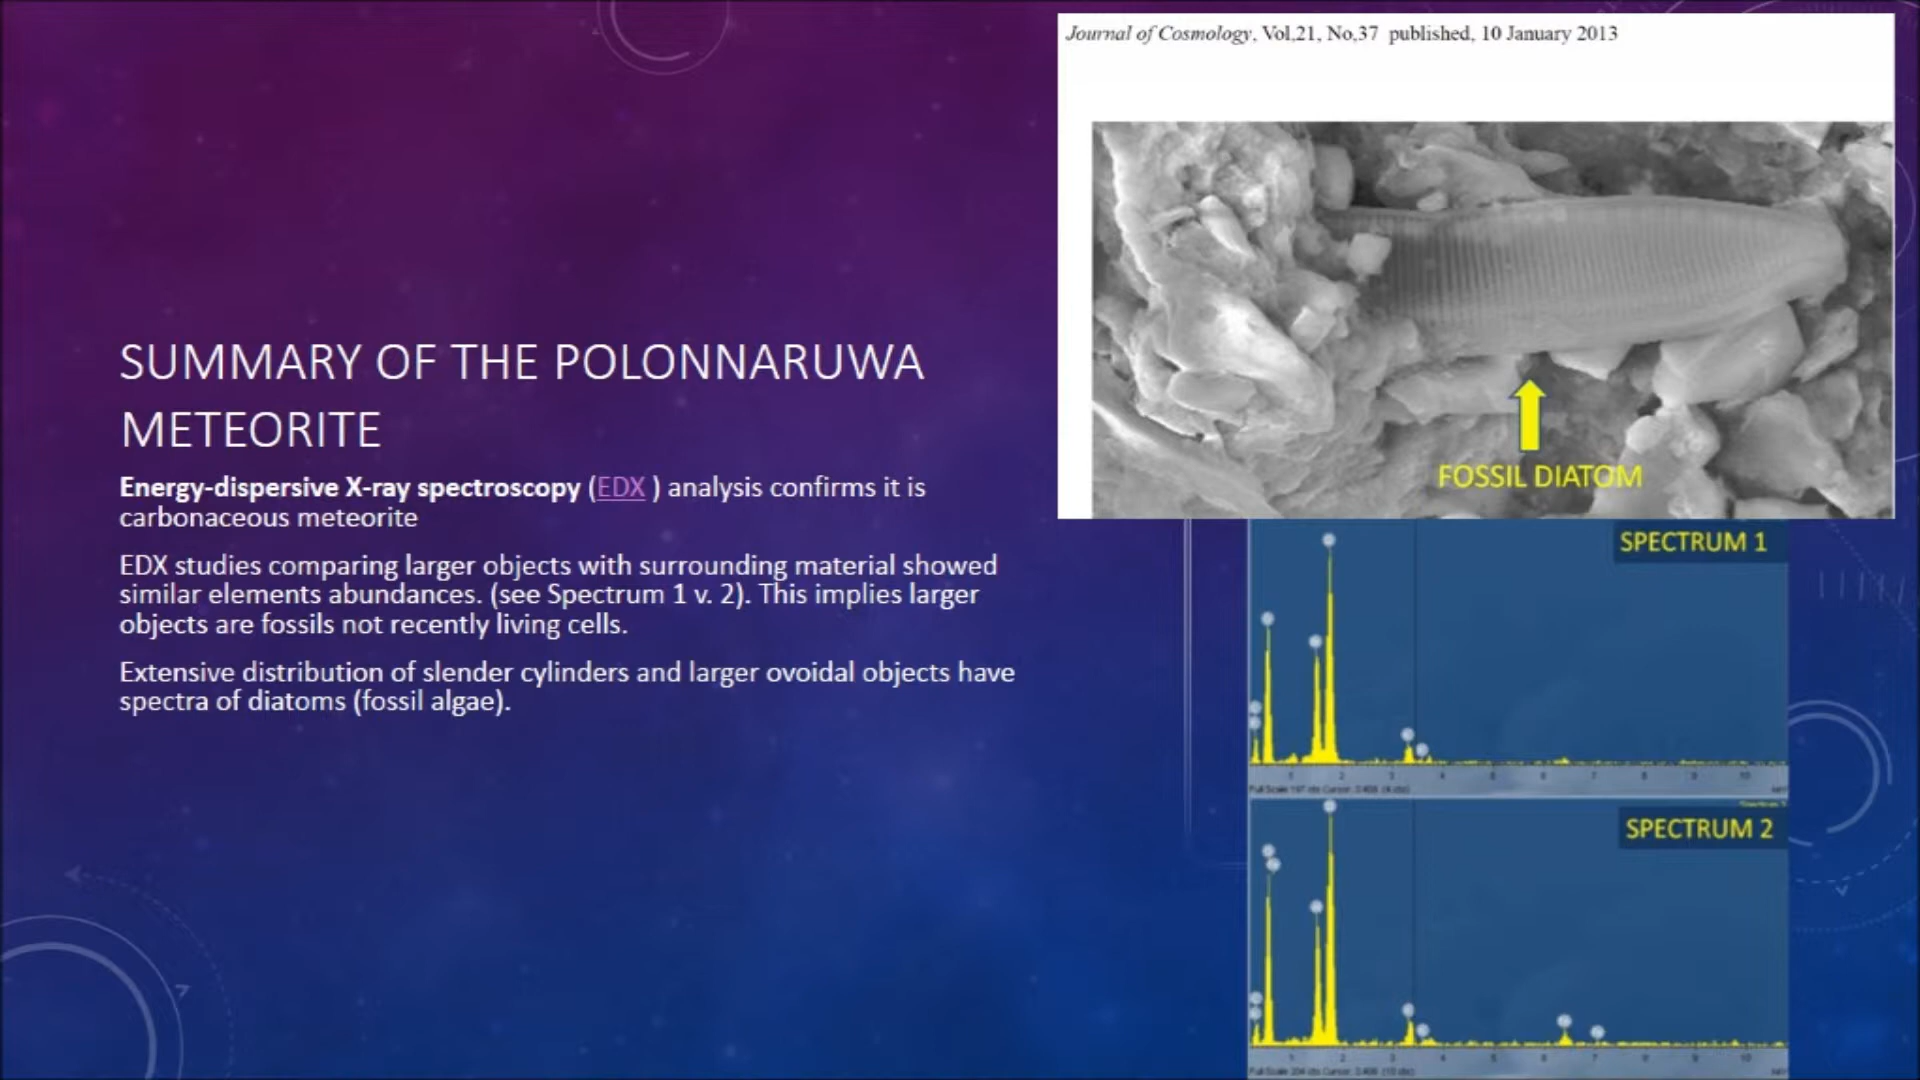 Journal of Cosmology, Vol,21, No,37 published, 10 January 2013
FOSSIL DIATOM
SUMMARY OF THE POLONNARUWA
METEORITE
Energy-dispersive X-ray spectroscopy (EDX ) analysis confirms it is
carbonaceous meteorite
EDX studies comparing larger objects with surrounding material showed
similar elements abundances. (see Spectrum 1 v. 2). This implies larger
objects are fossils not recently living cells.
Extensive distribution of slender cylinders and larger ovoidal objects have
spectra of diatoms (fossil algae).
SPECTRUM 1
SPECTRUM 2